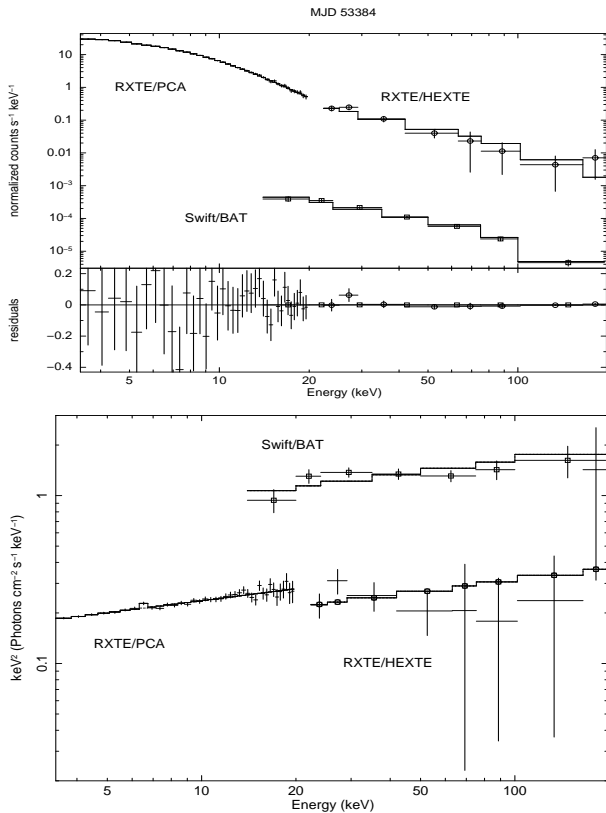 MJD 53384
normalized counts s⁻¹ keV⁻¹
10
1
0.1
0.01
10⁻³
10⁻⁴
10⁻⁵
RXTE/PCA
RXTE/HEXTE
Swift/BAT
residuals
0.2
0
−0.2
−0.4
5
10
20
50
100
Energy (keV)
keV² (Photons cm⁻² s⁻¹ keV⁻¹)
1
0.1
Swift/BAT
RXTE/PCA
RXTE/HEXTE
5
10
20
50
100
Energy (keV)